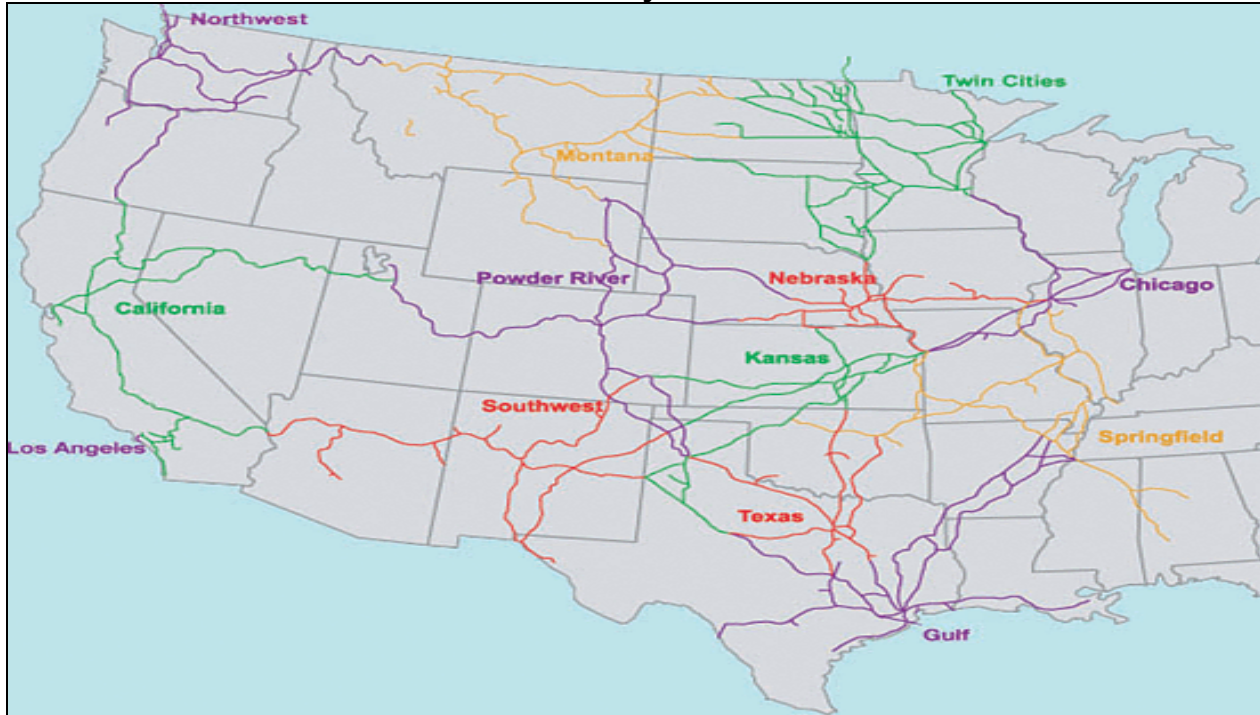 Northwest
Twin Cities
Montana
Powder River
Nebraska
Chicago
California
Kansas
Southwest
Springfield
Los Angeles
Texas
Gulf